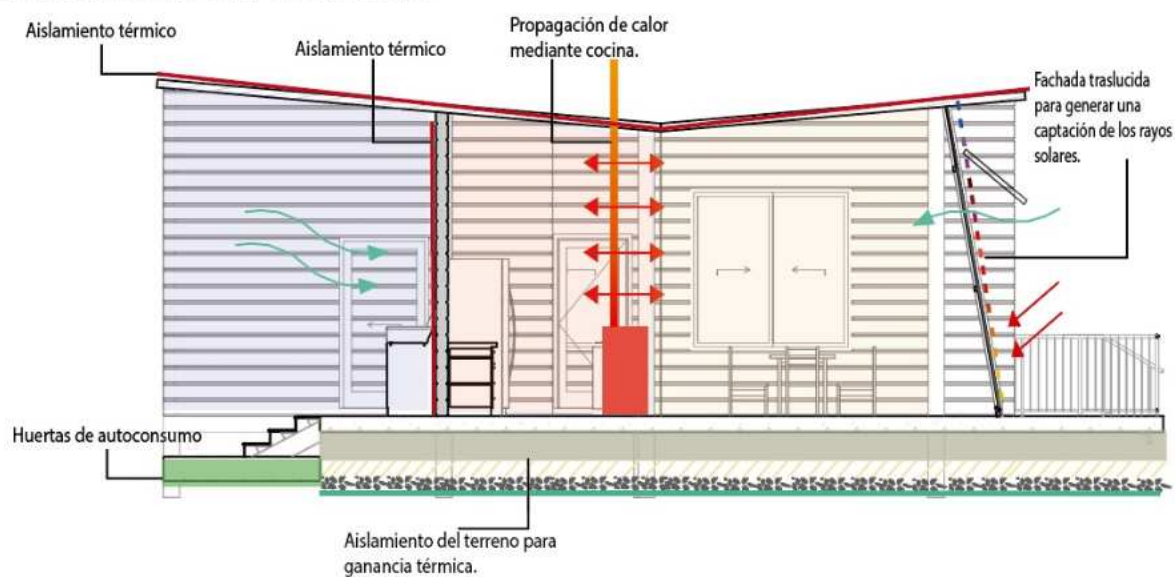 Aislamiento térmico
Aislamiento térmico
Propagación de calor
mediante cocina.
Fachada traslucida
para generar una
captación de los rayos
solares.
Huertas de autoconsumo
Aislamiento del terreno para
ganancia térmica.